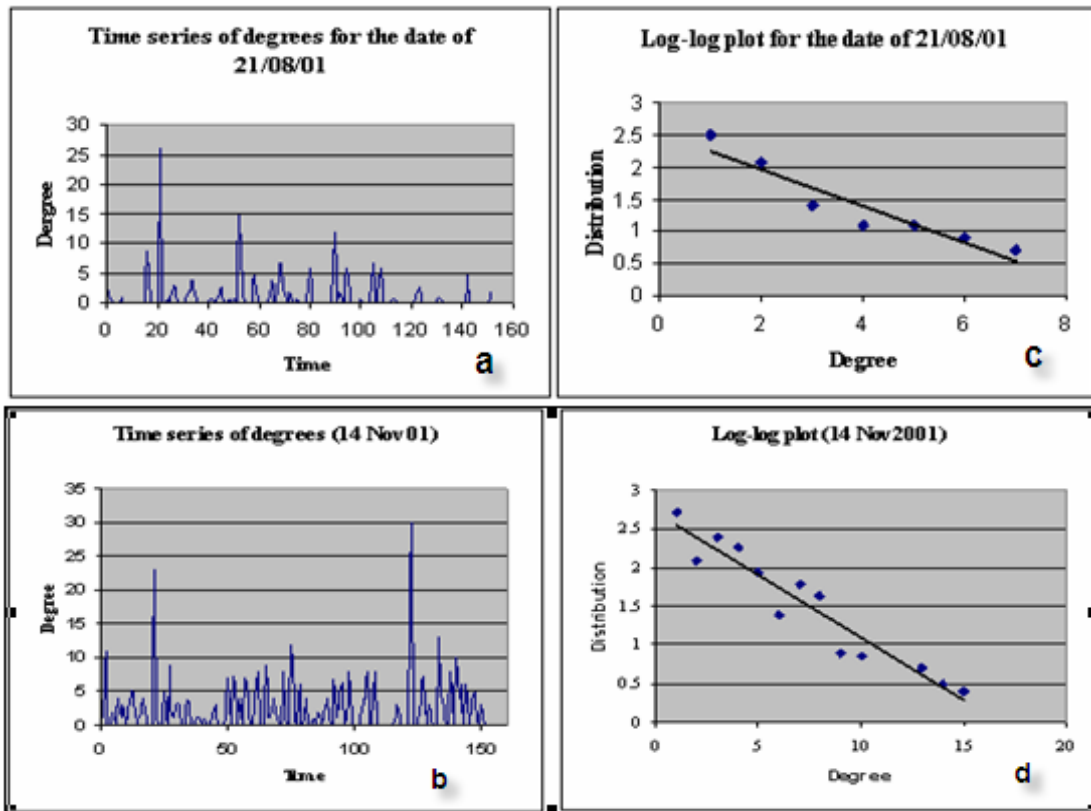 Time series of degrees for the date of
21/08/01
30
25
20
15
10
5
0
Dergree
0 20 40 60 80 100 120 140 160
Time
a
Log-log plot for the date of 21/08/01
3
2.5
2
1.5
1
0.5
0
Distribution
0 2 4 6 8
Degree
c
Time series of degrees (14 Nov 01)
35
30
25
20
15
10
5
0
Degree
0 50 100 150
Time
b
Log-log plot (14 Nov 2001)
3
2.5
2
1.5
1
0.5
0
Distribution
0 5 10 15 20
Degree
d